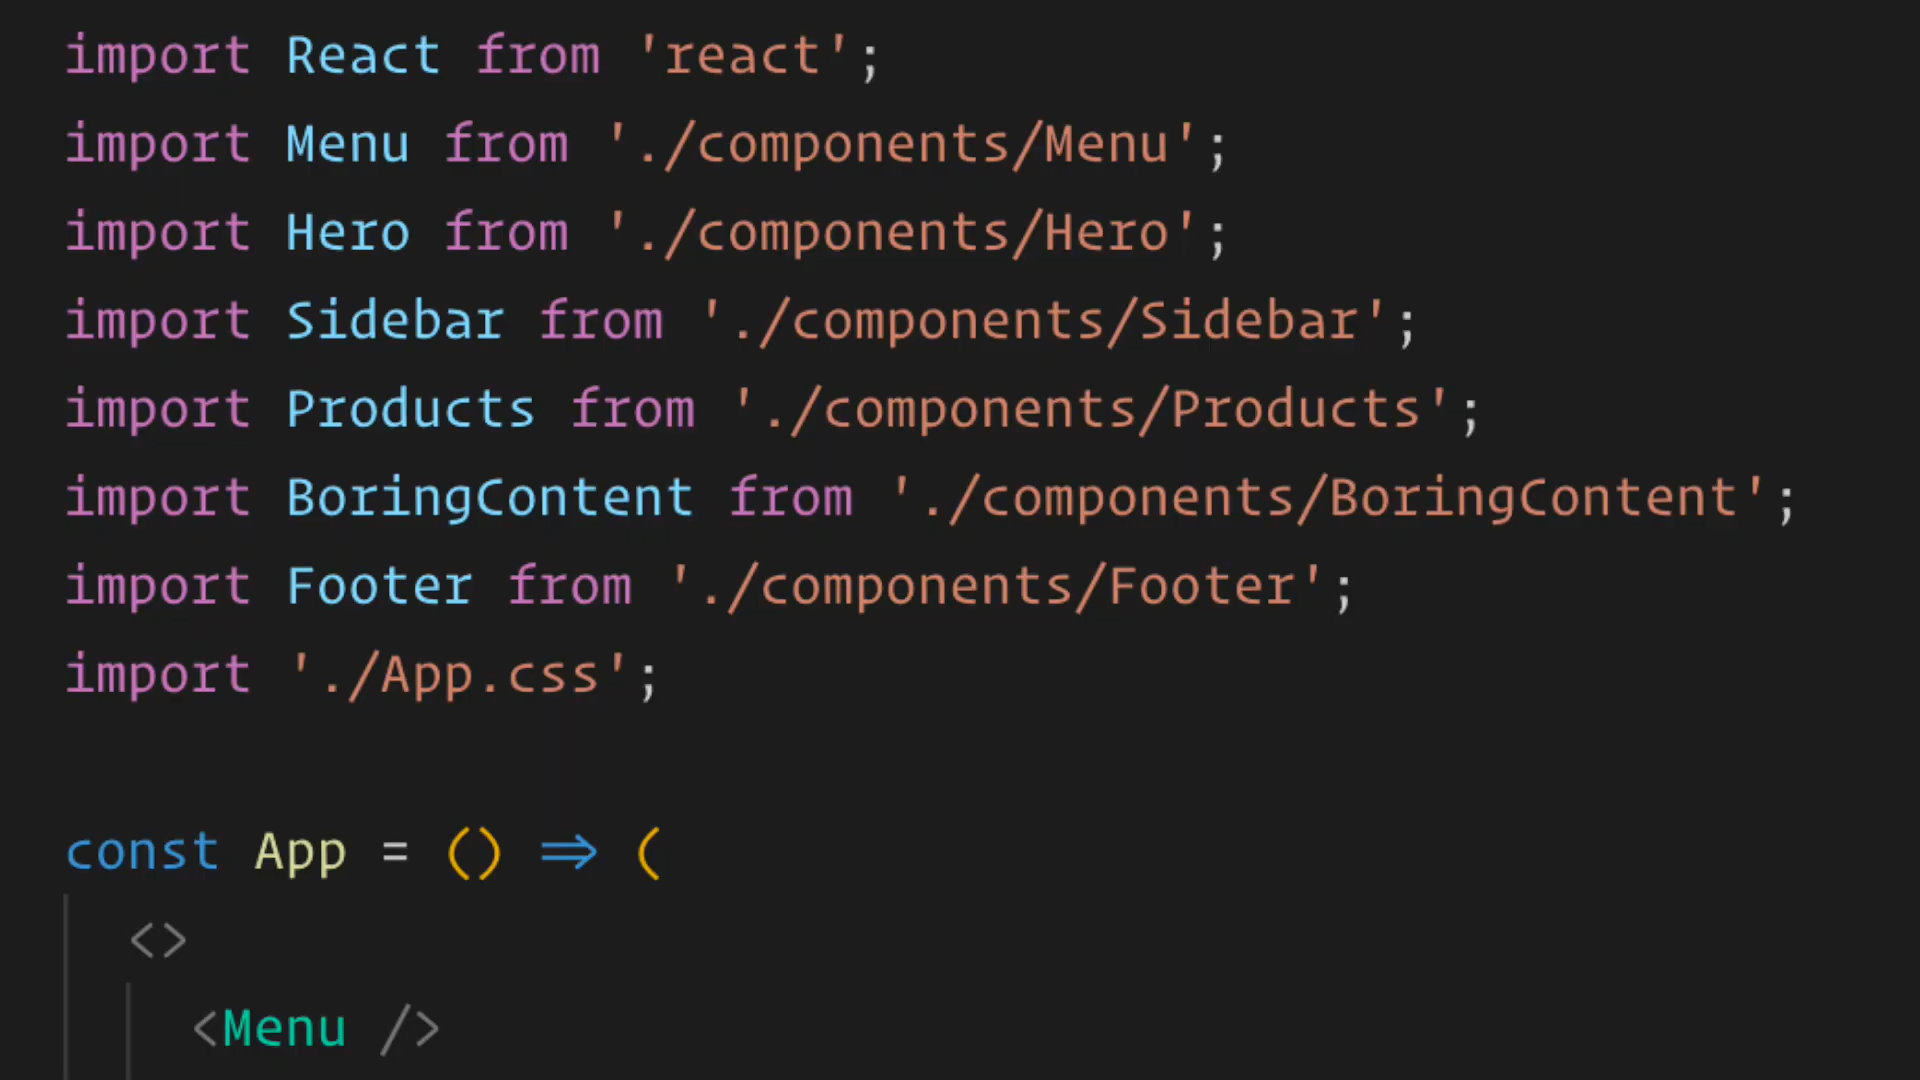 import React from 'react';
import Menu from './components/Menu';
import Hero from './components/Hero';
import Sidebar from './components/Sidebar';
import Products from './components/Products';
import BoringContent from './components/BoringContent';
import Footer from './components/Footer';
import './App.css';
const App = () => (
<>
<Menu />